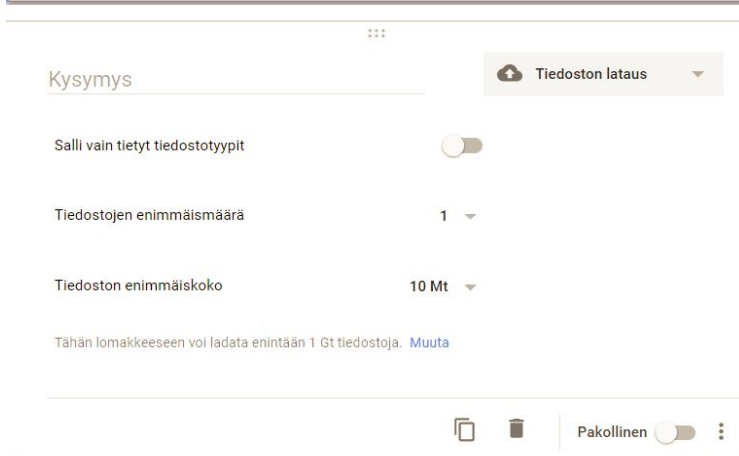 Kysymys
Tiedoston lataus
Salli vain tietyt tiedostotyypit
Tiedostojen enimmäismäärä 1
Tiedoston enimmäiskoko 10 Mt
Tähän lomakkeeseen voi ladata enintään 1 Gt tiedostoja. Muuta
Pakollinen